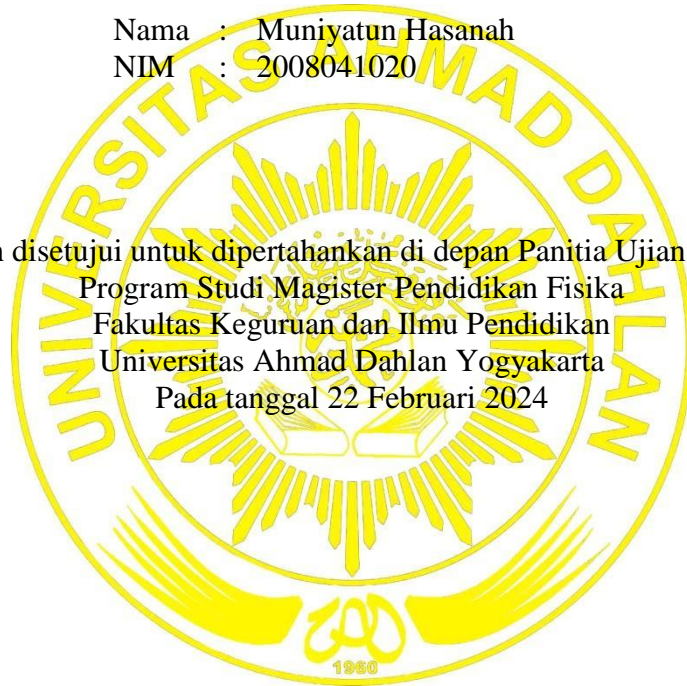 Nama : Muniyatun Hasanah
NIM : 2008041020
disetujui untuk dipertahankan di depan Panitia Ujian
Program Studi Magister Pendidikan Fisika
Fakultas Keguruan dan Ilmu Pendidikan
Universitas Ahmad Dahlan Yogyakarta
Pada tanggal 22 Februari 2024
UNIVERSITAS AHMAD DAHLAN
1960